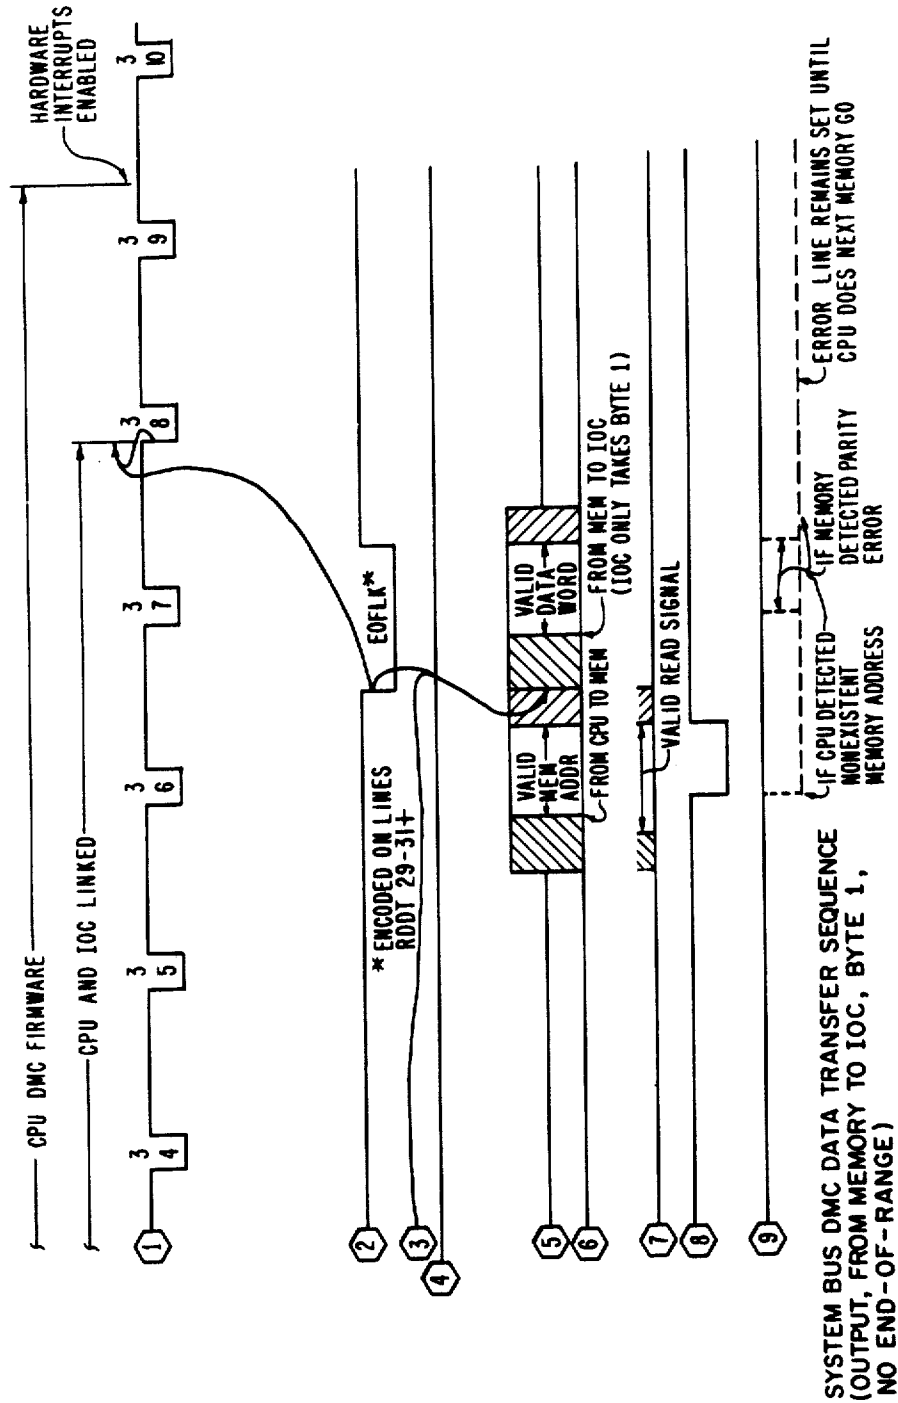 CPU DMC FIRMWARE
HARDWARE
INTERRUPTS
ENABLED
CPU AND IOC LINKED
1
3
4
3
5
3
6
3
7
3
8
3
9
3
10
2
EOFLK*
*ENCODED ON LINES
RDDT 29-31+
3
4
5
VALID
MEM
ADDR
VALID
DATA
WORD
6
FROM CPU TO MEM
FROM MEM TO IOC
(IOC ONLY TAKES BYTE 1)
7
VALID READ SIGNAL
8
9
IF CPU DETECTED
NONEXISTENT
MEMORY ADDRESS
IF MEMORY
DETECTED PARITY
ERROR
ERROR LINE REMAINS SET UNTIL
CPU DOES NEXT MEMORY GO
SYSTEM BUS DMC DATA TRANSFER SEQUENCE
(OUTPUT, FROM MEMORY TO IOC, BYTE 1,
NO END-OF-RANGE)